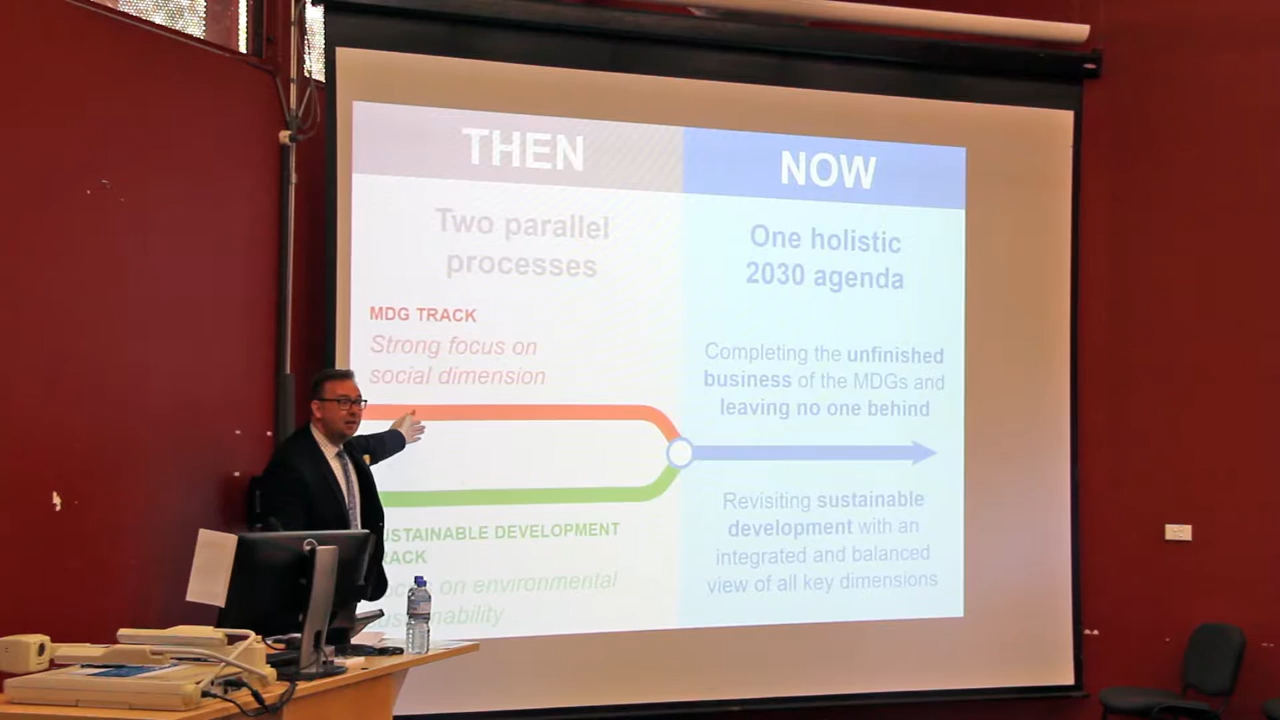 THEN
NOW
Two parallel
processes
MDG TRACK
Strong focus on
social dimension
USTAINABLE DEVELOPMENT
RACK
on environmental
One holistic
2030 agenda
Completing the unfinished
business of the MDGs and
leaving no one behind
Revisiting sustainable
development with an
integrated and balanced
view of all key dimensions